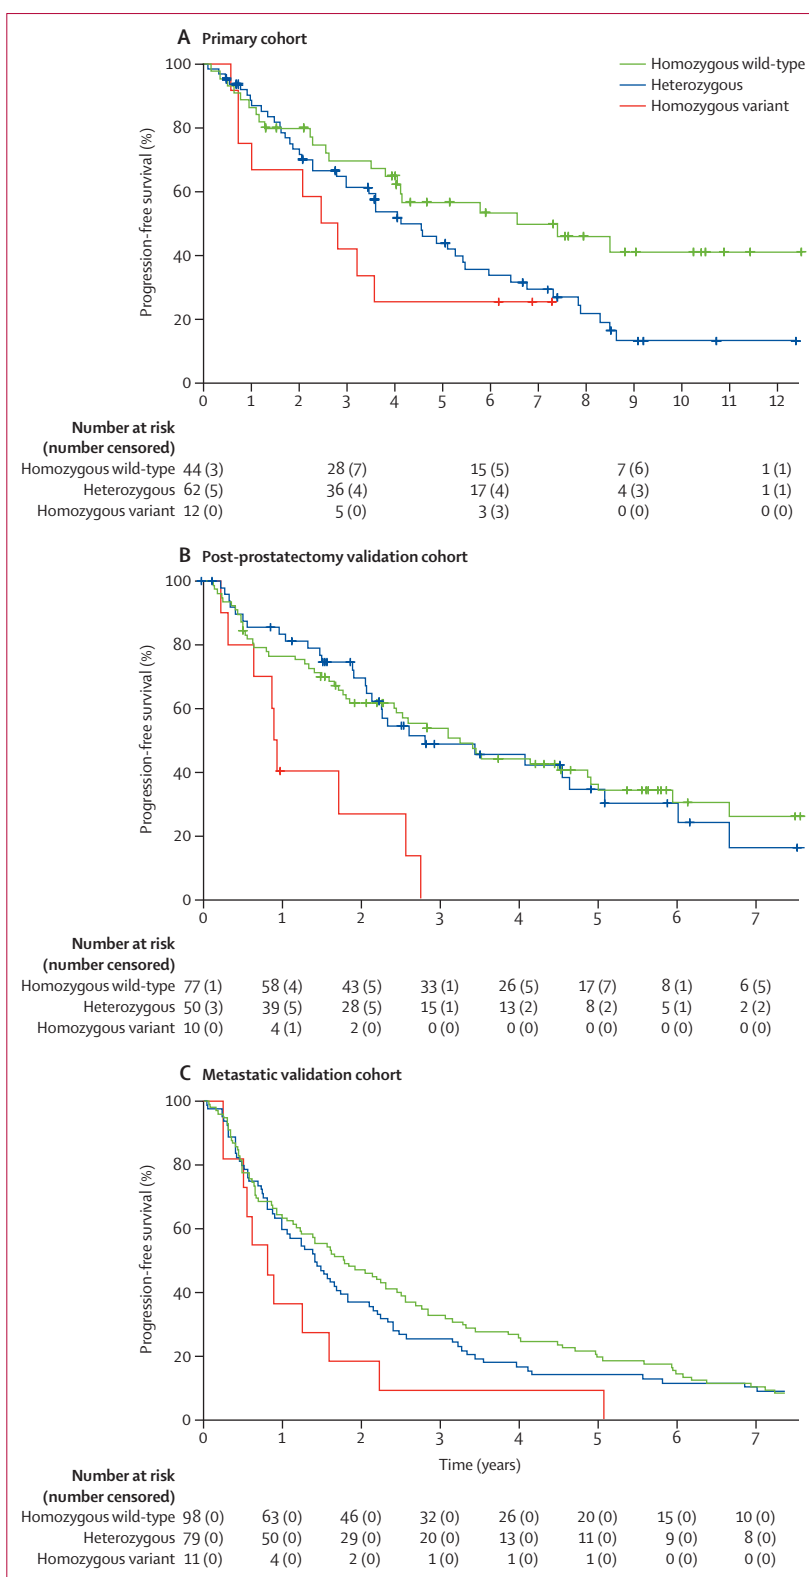 A Primary cohort
Homozygous wild-type
Heterozygous
Homozygous variant
Progression-free survival (%)
100
80
60
40
20
0
0 1 2 3 4 5 6 7 8 9 10 11 12
Number at risk
(number censored)
Homozygous wild-type 44 (3) 28 (7) 15 (5) 7 (6) 1 (1)
Heterozygous 62 (5) 36 (4) 17 (4) 4 (3) 1 (1)
Homozygous variant 12 (0) 5 (0) 3 (3) 0 (0) 0 (0)
B Post-prostatectomy validation cohort
Progression-free survival (%)
100
80
60
40
20
0
0 1 2 3 4 5 6 7
Number at risk
(number censored)
Homozygous wild-type 77 (1) 58 (4) 43 (5) 33 (1) 26 (5) 17 (7) 8 (1) 6 (5)
Heterozygous 50 (3) 39 (5) 28 (5) 15 (1) 13 (2) 8 (2) 5 (1) 2 (2)
Homozygous variant 10 (0) 4 (1) 2 (0) 0 (0) 0 (0) 0 (0) 0 (0) 0 (0)
C Metastatic validation cohort
Progression-free survival (%)
100
80
60
40
20
0
0 1 2 3 4 5 6 7
Time (years)
Number at risk
(number censored)
Homozygous wild-type 98 (0) 63 (0) 46 (0) 32 (0) 26 (0) 20 (0) 15 (0) 10 (0)
Heterozygous 79 (0) 50 (0) 29 (0) 20 (0) 13 (0) 11 (0) 9 (0) 8 (0)
Homozygous variant 11 (0) 4 (0) 2 (0) 1 (0) 1 (0) 1 (0) 0 (0) 0 (0)